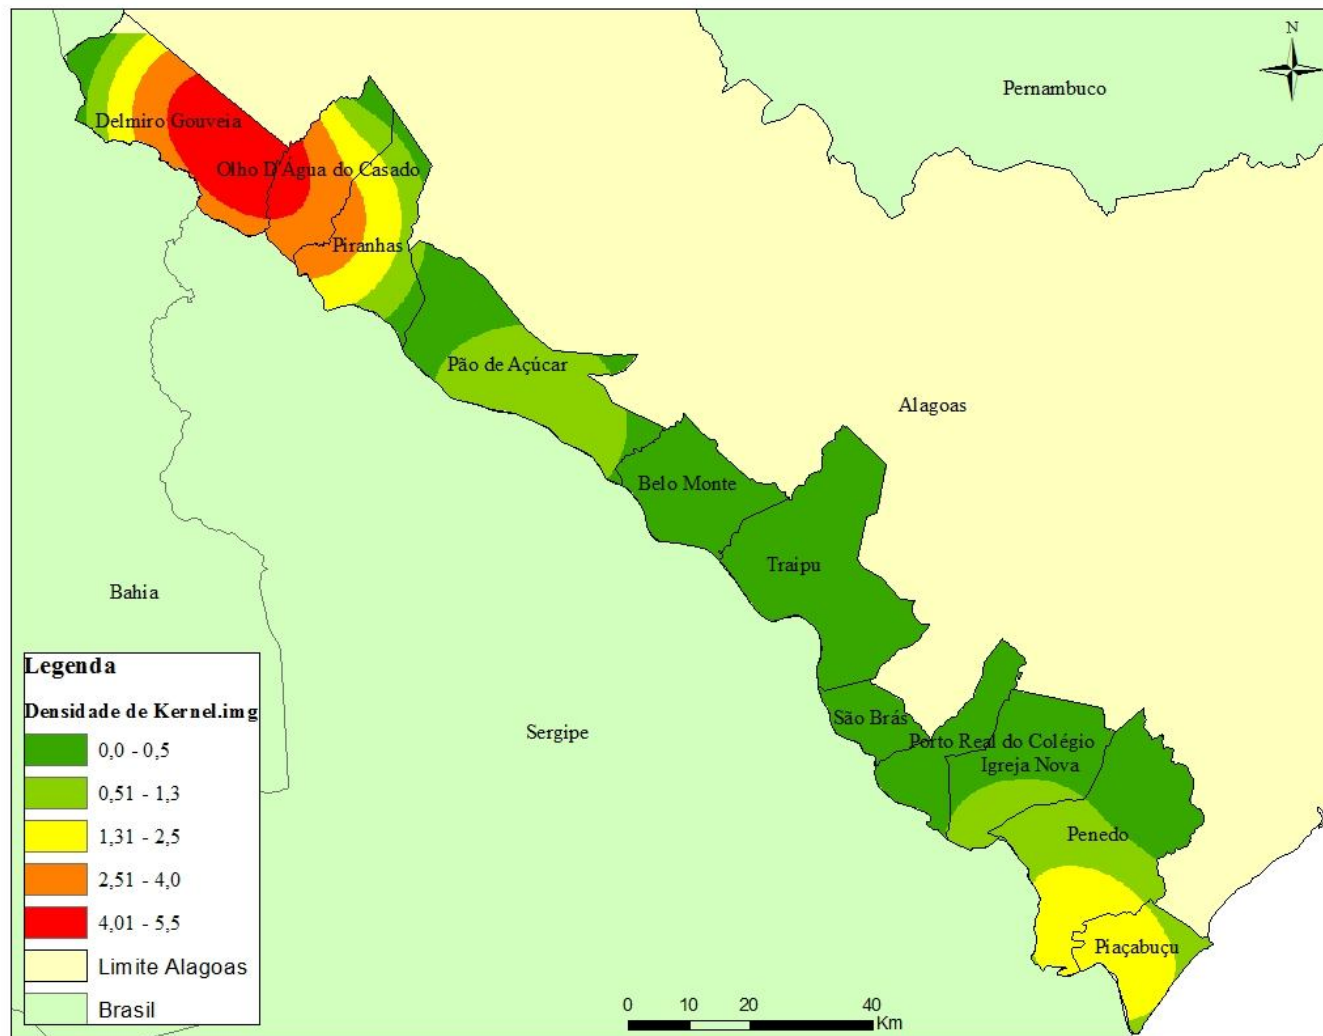 N
Pernambuco
Delmiro Gouveia
Olho D'Água do Casado
Piranhas
Pão de Açúcar
Alagoas
Belo Monte
Traipu
Bahia
Sergipe
São Brás
Porto Real do Colégio
Igreja Nova
Penedo
Piaçabuçu
Legenda
Densidade de Kernel.img
0,0 - 0,5
0,51 - 1,3
1,31 - 2,5
2,51 - 4,0
4,01 - 5,5
Limite Alagoas
Brasil
0 10 20 40
Km